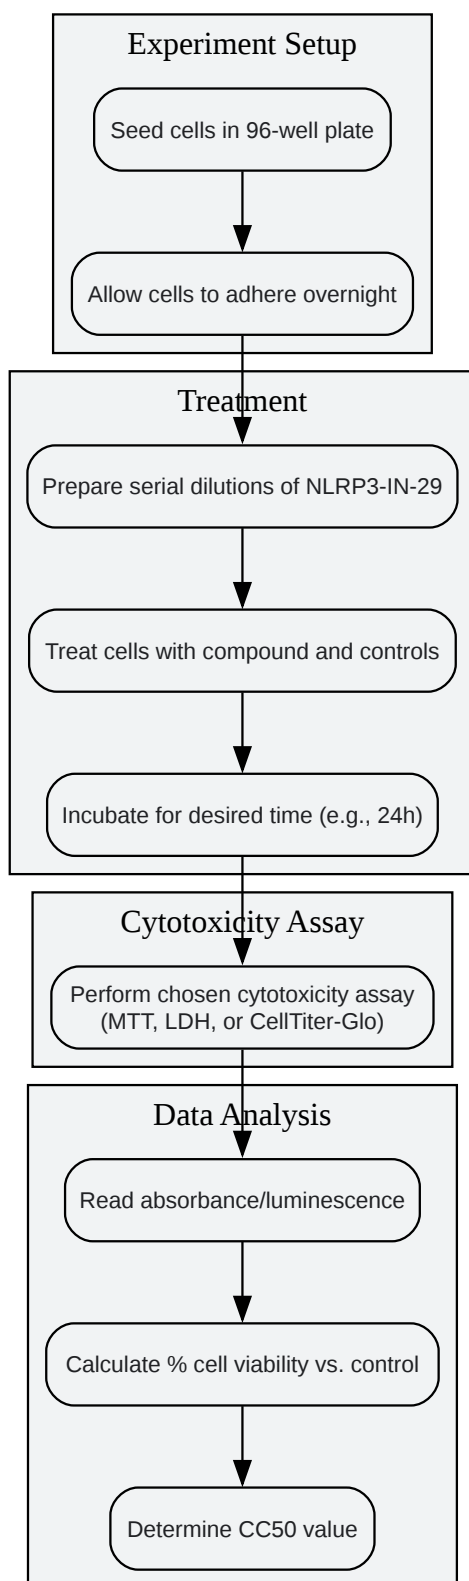 Experiment Setup
Seed cells in 96-well plate
Allow cells to adhere overnight
Treatment
Prepare serial dilutions of NLRP3-IN-29
Treat cells with compound and controls
Incubate for desired time (e.g., 24h)
Cytotoxicity Assay
Perform chosen cytotoxicity assay
(MTT, LDH, or CellTiter-Glo)
Data Analysis
Read absorbance/luminescence
Calculate % cell viability vs. control
Determine CC50 value